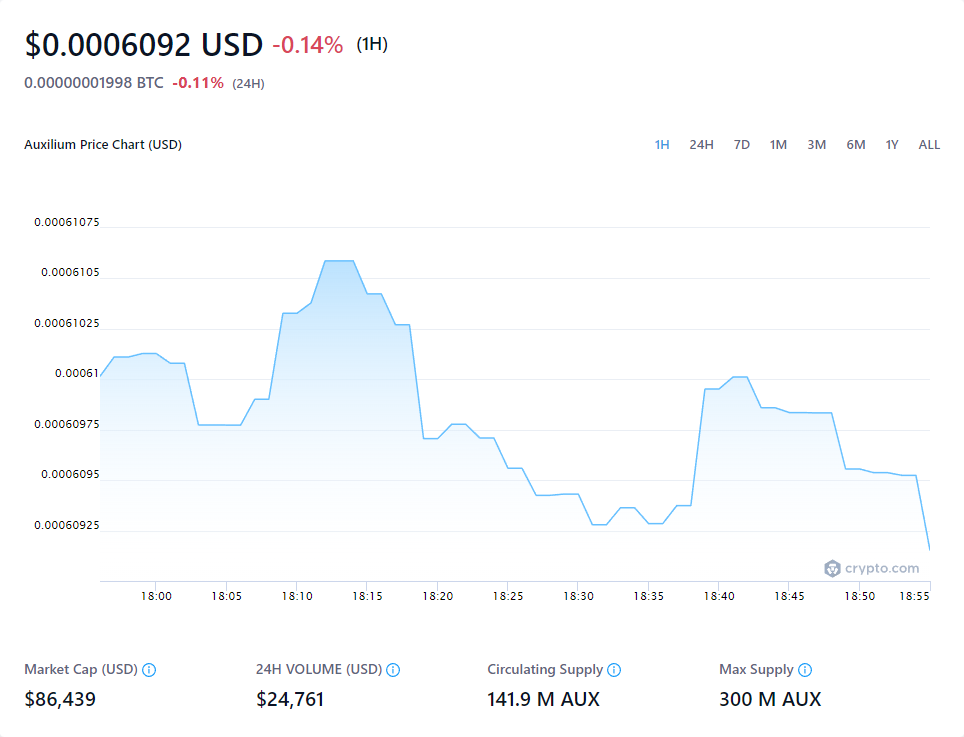 $0.0006092 USD -0.14% (1H)
0.00000001998 BTC -0.11% (24H)
Auxilium Price Chart (USD) 1H 24H 7D 1M 3M 6M 1Y ALL
0.00061075
0.0006105
0.00061025
0.00061
0.00060975
0.0006095
0.00060925
crypto.com
18:00 18:05 18:10 18:15 18:20 18:25 18:30 18:35 18:40 18:45 18:50 18:55
Market Cap (USD) 24H VOLUME (USD) Circulating Supply Max Supply
$86,439 $24,761 141.9 M AUX 300 M AUX